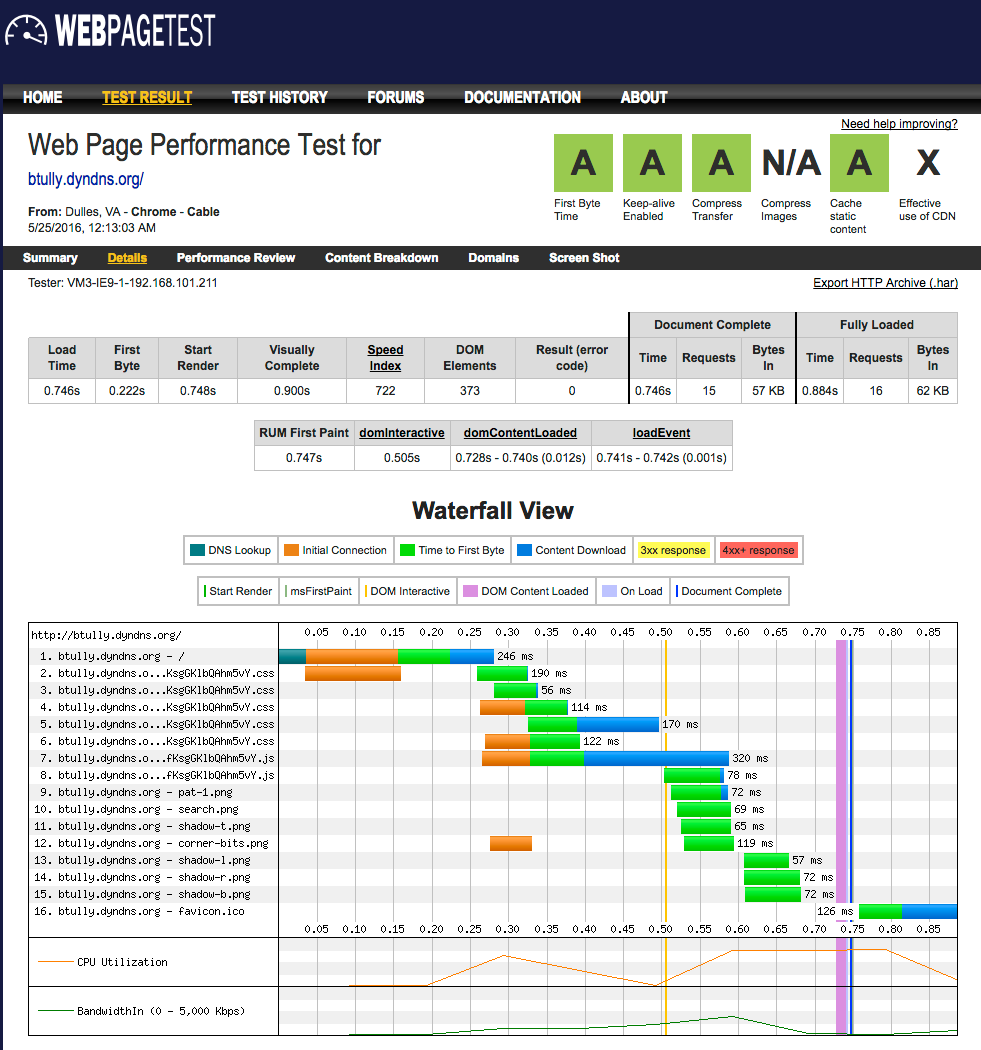 WEBPAGETEST
HOME TEST RESULT TEST HISTORY FORUMS DOCUMENTATION ABOUT
Need help improving?
Web Page Performance Test for
btully.dyndns.org/
From: Dulles, VA - Chrome - Cable
5/25/2016, 12:13:03 AM
A A A N/A A X
First Byte Time Keep-alive Enabled Compress Transfer Compress Images Cache static content Effective use of CDN
Summary Details Performance Review Content Breakdown Domains Screen Shot
Tester: VM3-IE9-1-192.168.101.211
Export HTTP Archive (.har)
Document Complete Fully Loaded
Load Time First Byte Start Render Visually Complete Speed Index DOM Elements Result (error code) Time Requests Bytes In Time Requests Bytes In
0.746s 0.222s 0.748s 0.900s 722 373 0 0.746s 15 57 KB 0.884s 16 62 KB
RUM First Paint domInteractive domContentLoaded loadEvent
0.747s 0.505s 0.728s - 0.740s (0.012s) 0.741s - 0.742s (0.001s)
Waterfall View
DNS Lookup Initial Connection Time to First Byte Content Download 3xx response 4xx+ response
Start Render msFirstPaint DOM Interactive DOM Content Loaded On Load Document Complete
http://btully.dyndns.org/ 0.05 0.10 0.15 0.20 0.25 0.30 0.35 0.40 0.45 0.50 0.55 0.60 0.65 0.70 0.75 0.80 0.85
1. btully.dyndns.org - / 246 ms
2. btully.dyndns.o...KsgGKlbQAhm5vY.css 190 ms
3. btully.dyndns.o...KsgGKlbQAhm5vY.css 56 ms
4. btully.dyndns.o...KsgGKlbQAhm5vY.css 114 ms
5. btully.dyndns.o...KsgGKlbQAhm5vY.css 170 ms
6. btully.dyndns.o...KsgGKlbQAhm5vY.css 122 ms
7. btully.dyndns.o...fKsgGKlbQAhm5vY.js 320 ms
8. btully.dyndns.o...fKsgGKlbQAhm5vY.js 78 ms
9. btully.dyndns.org - pat-1.png 72 ms
10. btully.dyndns.org - search.png 69 ms
11. btully.dyndns.org - shadow-t.png 65 ms
12. btully.dyndns.org - corner-bits.png 119 ms
13. btully.dyndns.org - shadow-l.png 57 ms
14. btully.dyndns.org - shadow-r.png 72 ms
15. btully.dyndns.org - shadow-b.png 72 ms
16. btully.dyndns.org - favicon.ico 126 ms
0.05 0.10 0.15 0.20 0.25 0.30 0.35 0.40 0.45 0.50 0.55 0.60 0.65 0.70 0.75 0.80 0.85
CPU Utilization
BandwidthIn (0 - 5,000 Kbps)